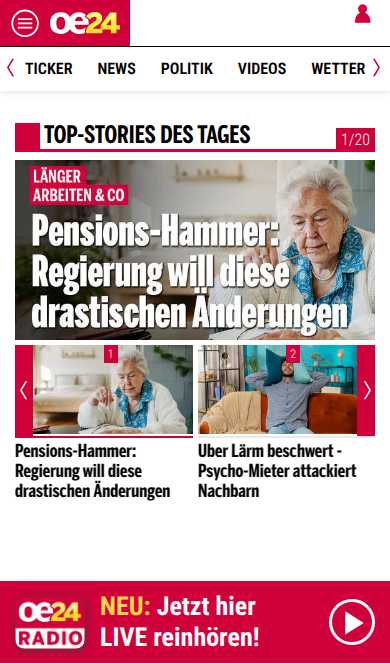 oe24
TICKER NEWS POLITIK VIDEOS WETTER
TOP-STORIES DES TAGES
1/20
LÄNGER
ARBEITEN & CO
Pensions-Hammer:
Regierung will diese
drastischen Änderungen
1
2
Pensions-Hammer:
Regierung will diese
drastischen Änderungen
Uber Lärm beschwert -
Psycho-Mieter attackiert
Nachbarn
oe24
RADIO
NEU: Jetzt hier
LIVE reinhören!